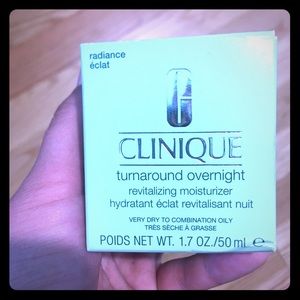 radiance
éclat
CLINIQUE
turnaround overnight
revitalizing moisturizer
hydratant éclat revitalisant nuit
VERY DRY TO COMBINATION OILY
TRÈS SÈCHE À GRASSE
POIDS NET WT. 1.7 OZ./50 ml e